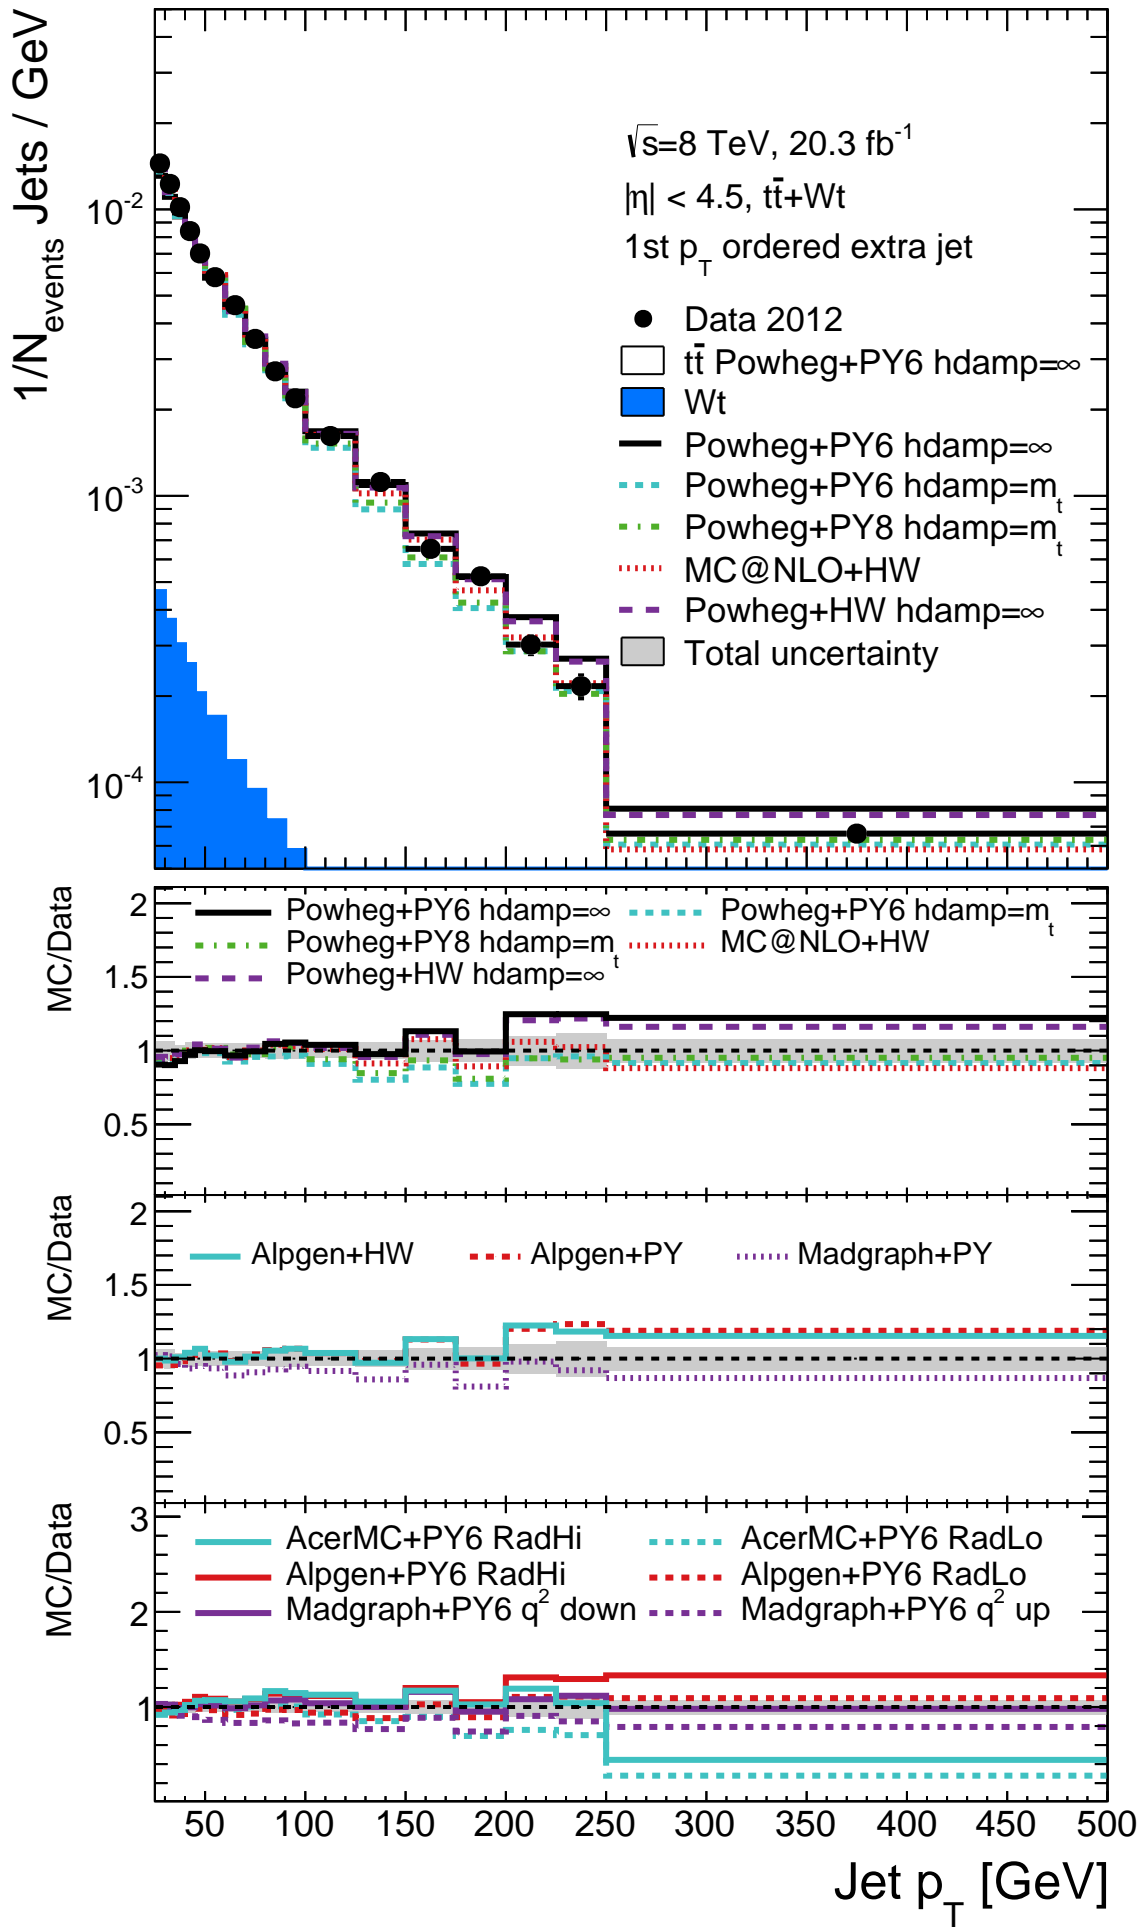 1/N_events Jets / GeV
10^-2
10^-3
10^-4
√s=8 TeV, 20.3 fb^-1
|η| < 4.5, tt̄+Wt
1st p_T ordered extra jet
Data 2012
tt̄ Powheg+PY6 hdamp=∞
Wt
Powheg+PY6 hdamp=∞
Powheg+PY6 hdamp=m_t
Powheg+PY8 hdamp=m_t
MC@NLO+HW
Powheg+HW hdamp=∞
Total uncertainty
MC/Data
2
1.5
1
0.5
Powheg+PY6 hdamp=∞ Powheg+PY6 hdamp=m_t
Powheg+PY8 hdamp=m_t MC@NLO+HW
Powheg+HW hdamp=∞
MC/Data
2
1.5
1
0.5
Alpgen+HW Alpgen+PY Madgraph+PY
MC/Data
3
2
1
AcerMC+PY6 RadHi AcerMC+PY6 RadLo
Alpgen+PY6 RadHi Alpgen+PY6 RadLo
Madgraph+PY6 q² down Madgraph+PY6 q² up
50 100 150 200 250 300 350 400 450 500
Jet p_T [GeV]